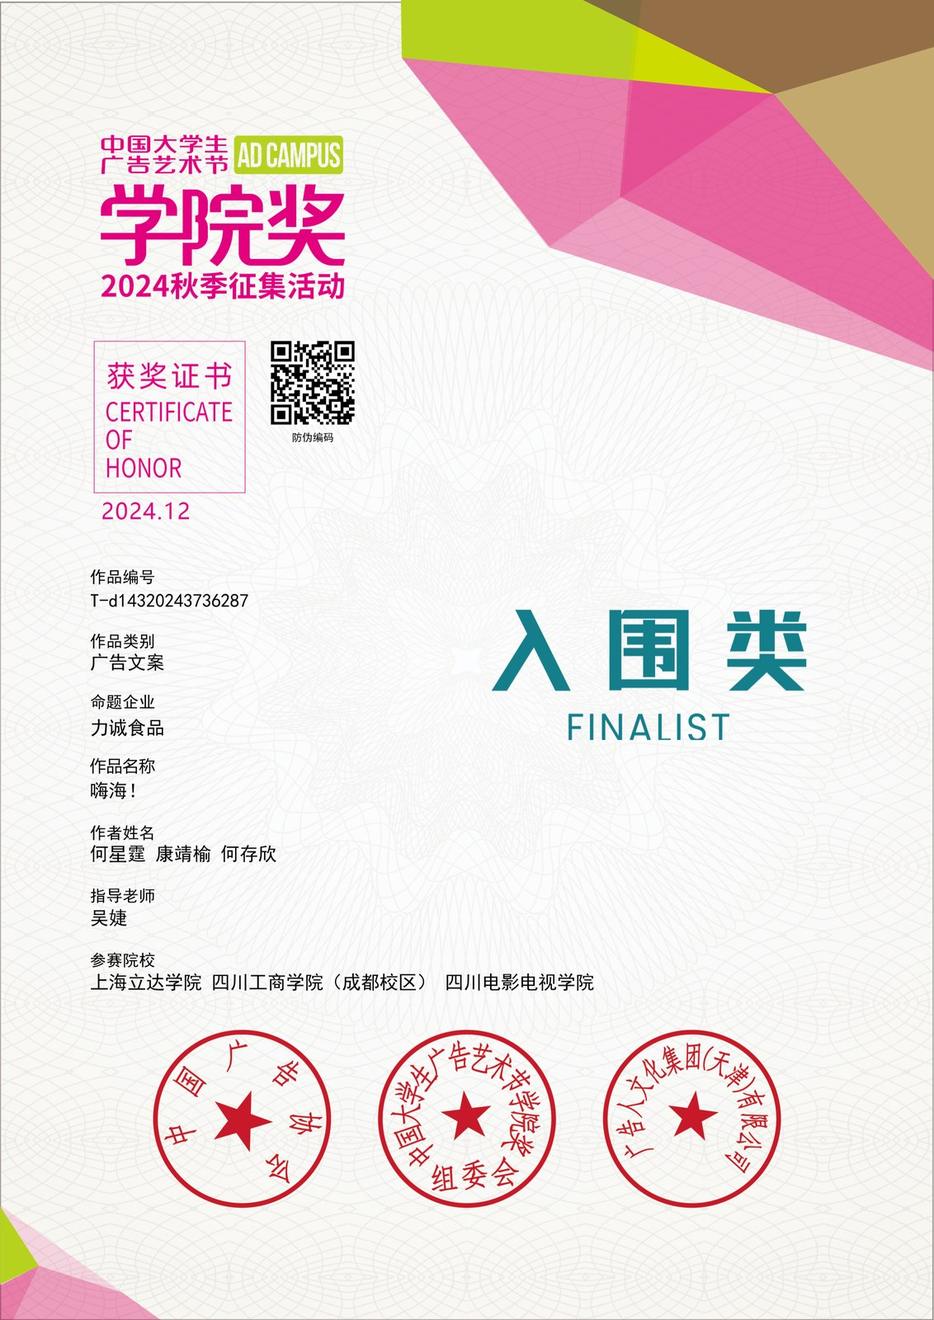 中国大学生
广告艺术节
AD CAMPUS
学院奖
2024秋季征集活动
获奖证书
CERTIFICATE
OF
HONOR
防伪编码
2024.12
作品编号
T-d14320243736287
作品类别
广告文案
命题企业
力诚食品
作品名称
嗨海！
作者姓名
何星霆 康靖榆 何存欣
指导老师
吴婕
参赛院校
上海立达学院 四川工商学院（成都校区） 四川电影电视学院
入围类
FINALIST
中国广告协会
中国大学生广告艺术节学院奖
组委会
广告人文化集团(天津)有限公司